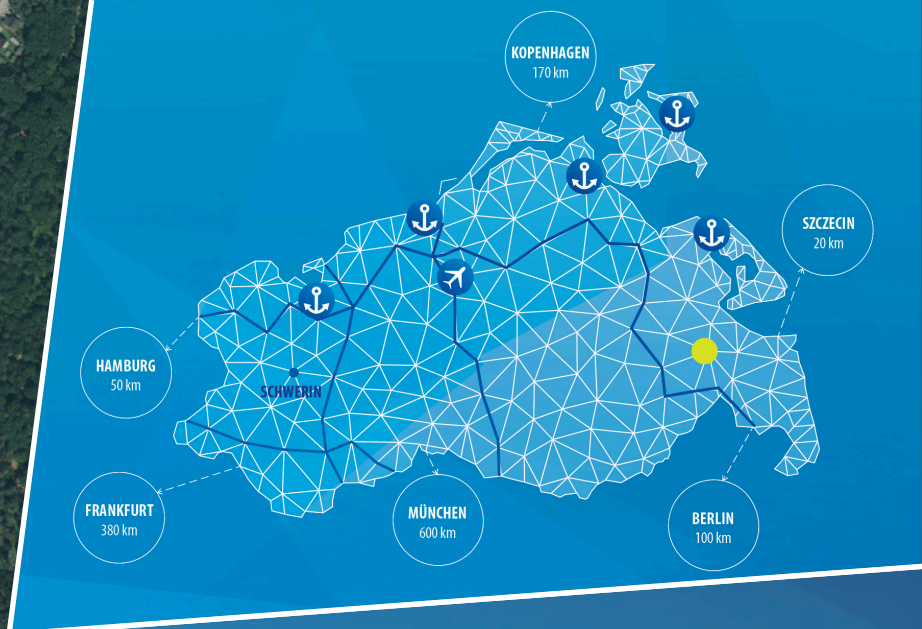 KOPENHAGEN
170 km
SZCZECIN
20 km
HAMBURG
50 km
SCHWERIN
FRANKFURT
380 km
MÜNCHEN
600 km
BERLIN
100 km